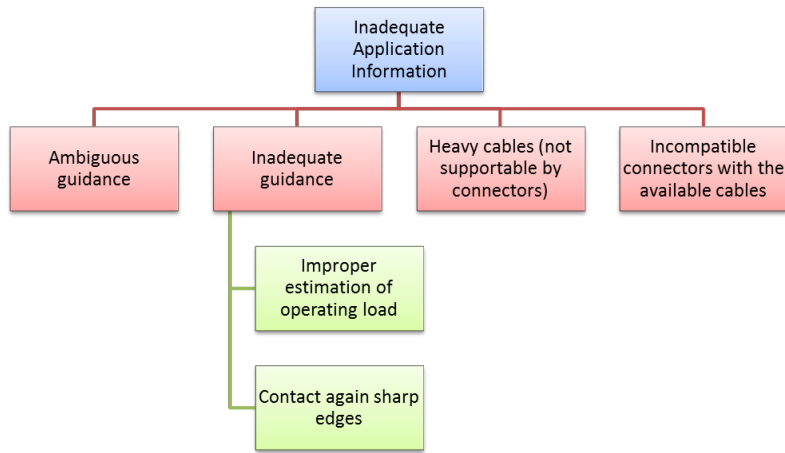 Inadequate
Application
Information
Ambiguous
guidance
Inadequate
guidance
Heavy cables (not
supportable by
connectors)
Incompatible
connectors with the
available cables
Improper
estimation of
operating load
Contact again sharp
edges